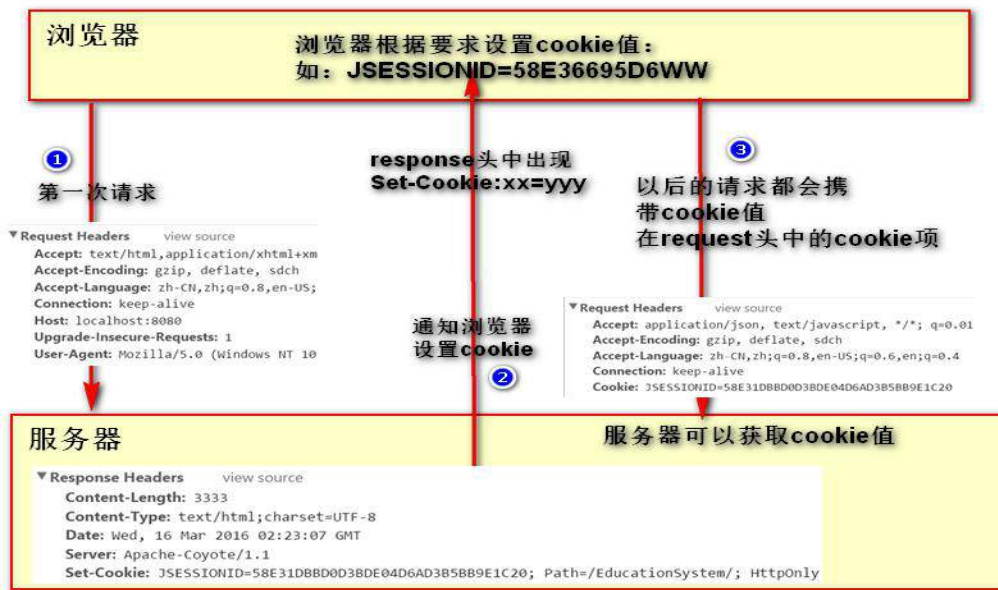 浏览器
浏览器根据要求设置cookie值：
如：JSESSIONID=58E36695D6WW
1
第一次请求
response头中出现
Set-Cookie:xx=yyy
3
以后的请求都会携
带cookie值
在request头中的cookie项
Request Headers view source
Accept: text/html,application/xhtml+xm
Accept-Encoding: gzip, deflate, sdch
Accept-Language: zh-CN,zh;q=0.8,en-US;
Connection: keep-alive
Host: localhost:8080
Upgrade-Insecure-Requests: 1
User-Agent: Mozilla/5.0 (Windows NT 10
通知浏览器
设置cookie
2
Request Headers view source
Accept: application/json, text/javascript, */*; q=0.01
Accept-Encoding: gzip, deflate, sdch
Accept-Language: zh-CN,zh;q=0.8,en-US;q=0.6,en;q=0.4
Connection: keep-alive
Cookie: JSESSIONID=58E31DBBD0D3BDE04D6AD3B5BB9E1C20
服务器
服务器可以获取cookie值
Response Headers view source
Content-Length: 3333
Content-Type: text/html;charset=UTF-8
Date: Wed, 16 Mar 2016 02:23:07 GMT
Server: Apache-Coyote/1.1
Set-Cookie: JSESSIONID=58E31DBBD0D3BDE04D6AD3B5BB9E1C20; Path=/EducationSystem/; HttpOnly